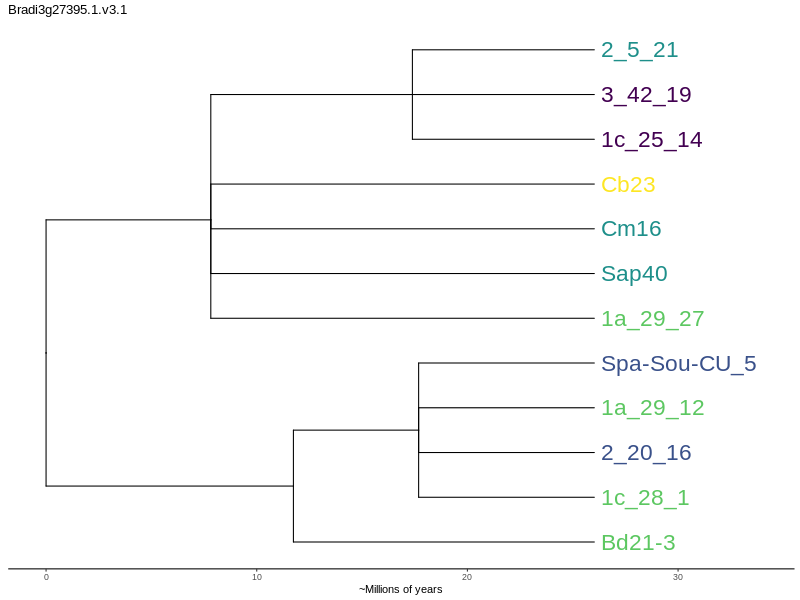 Bradi3g27395.1.v3.1
2_5_21
3_42_19
1c_25_14
Cb23
Cm16
Sap40
1a_29_27
Spa-Sou-CU_5
1a_29_12
2_20_16
1c_28_1
Bd21-3
0 10 20 30
~Millions of years